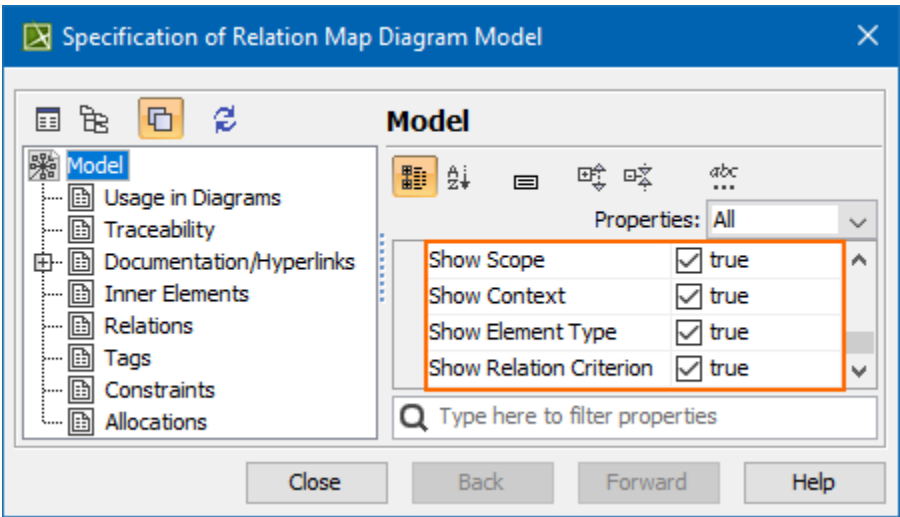 Specification of Relation Map Diagram Model
Model
Model
Usage in Diagrams
Traceability
Documentation/Hyperlinks
Inner Elements
Relations
Tags
Constraints
Allocations
A
Z
abc
Properties: All
Show Scope true
Show Context true
Show Element Type true
Show Relation Criterion true
Type here to filter properties
Close Back Forward Help